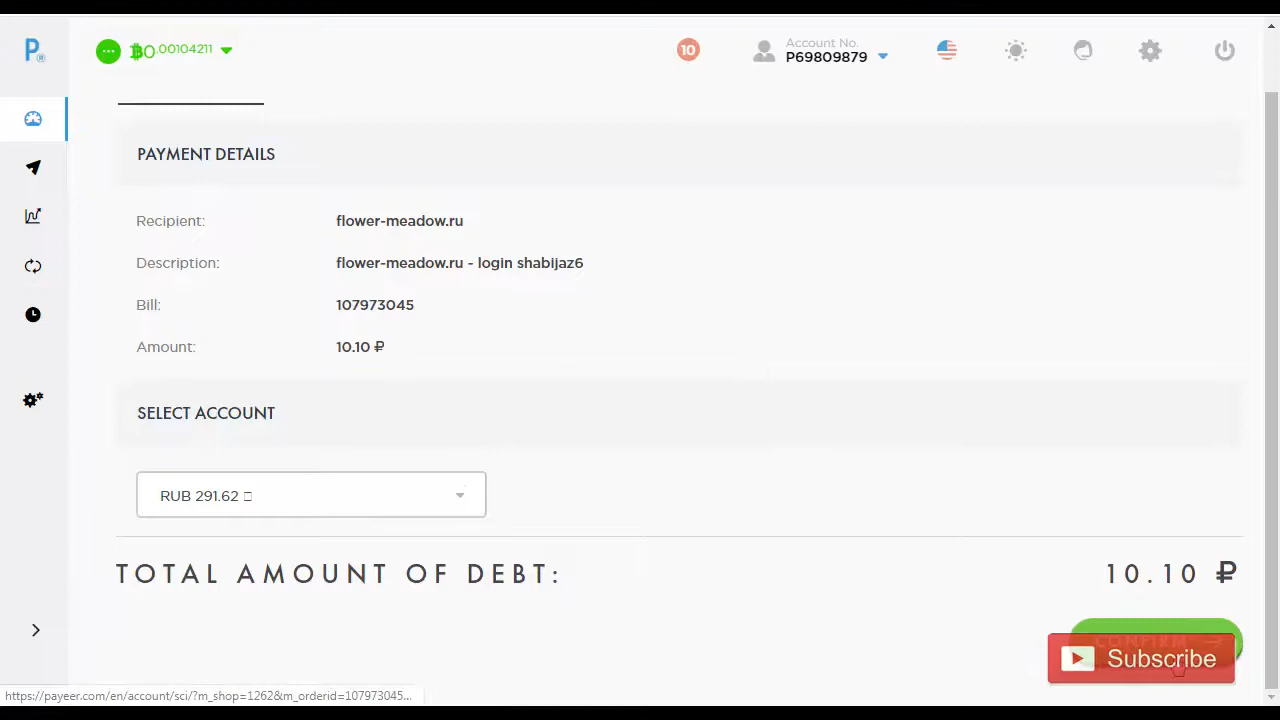 P
₿0.00104211
10
Account No.
P69809879
PAYMENT DETAILS
Recipient: flower-meadow.ru
Description: flower-meadow.ru - login shabijaz6
Bill: 107973045
Amount: 10.10 ₽
SELECT ACCOUNT
RUB 291.62 □
TOTAL AMOUNT OF DEBT: 10.10 ₽
CONFIRM
Subscribe
https://payeer.com/en/account/sci/?m_shop=1262&m_orderid=107973045...